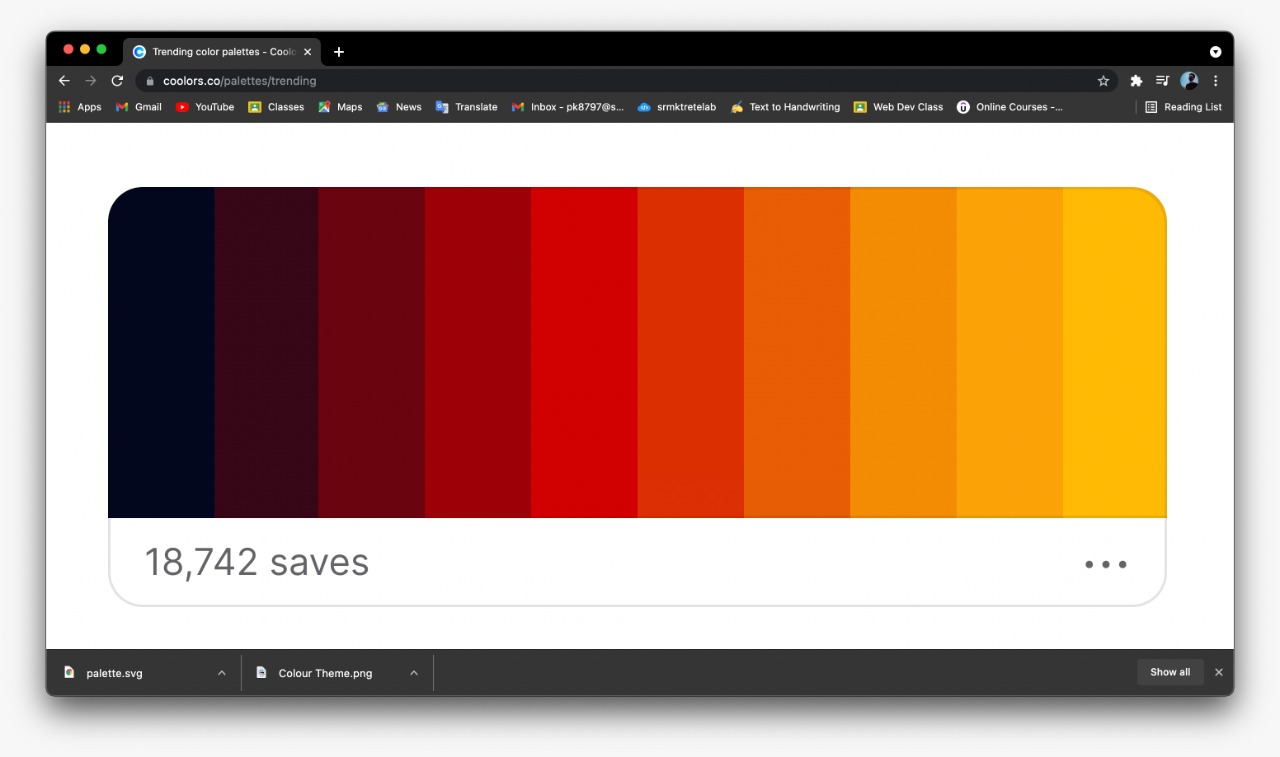 Trending color palettes - Coolo
coolors.co/palettes/trending
Apps Gmail YouTube Classes Maps News Translate Inbox - pk8797@s... srmktretelab Text to Handwriting Web Dev Class Online Courses -... Reading List
18,742 saves
palette.svg Colour Theme.png Show all